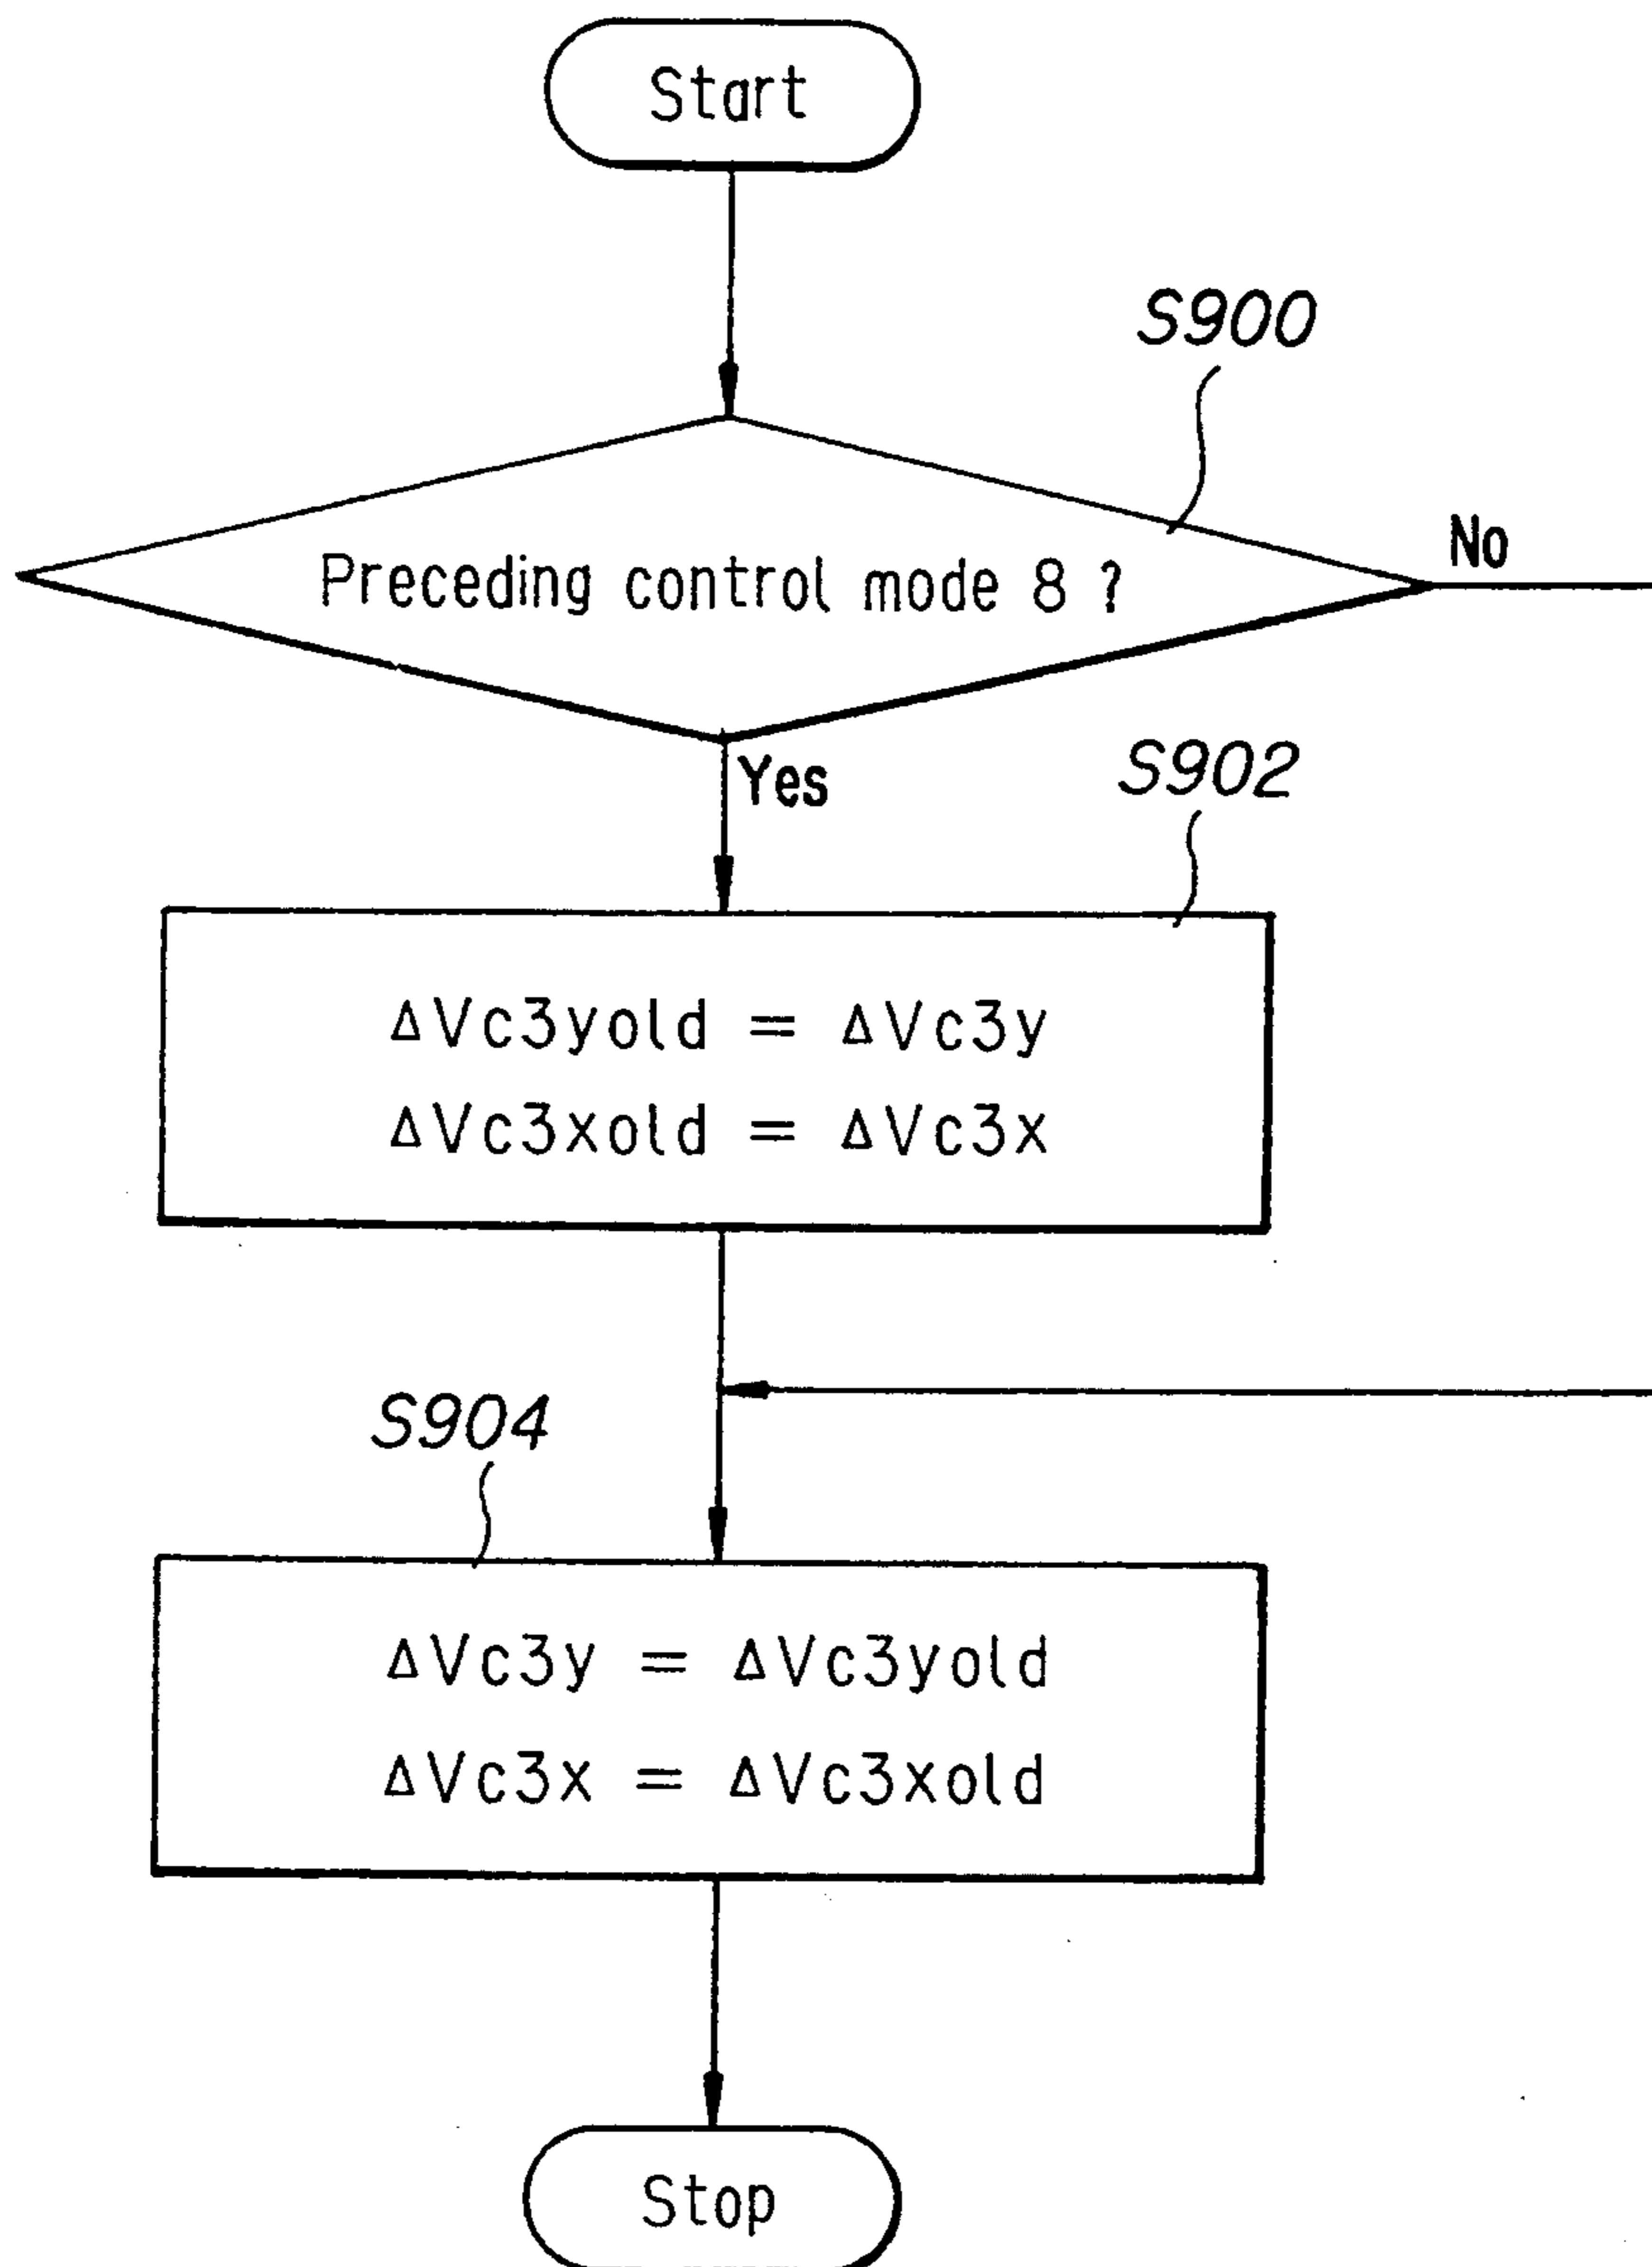 Start
S900
Preceding control mode 8 ?
No
Yes
S902
ΔVc3yold = ΔVc3y
ΔVc3xold = ΔVc3x
S904
ΔVc3y = ΔVc3yold
ΔVc3x = ΔVc3xold
Stop